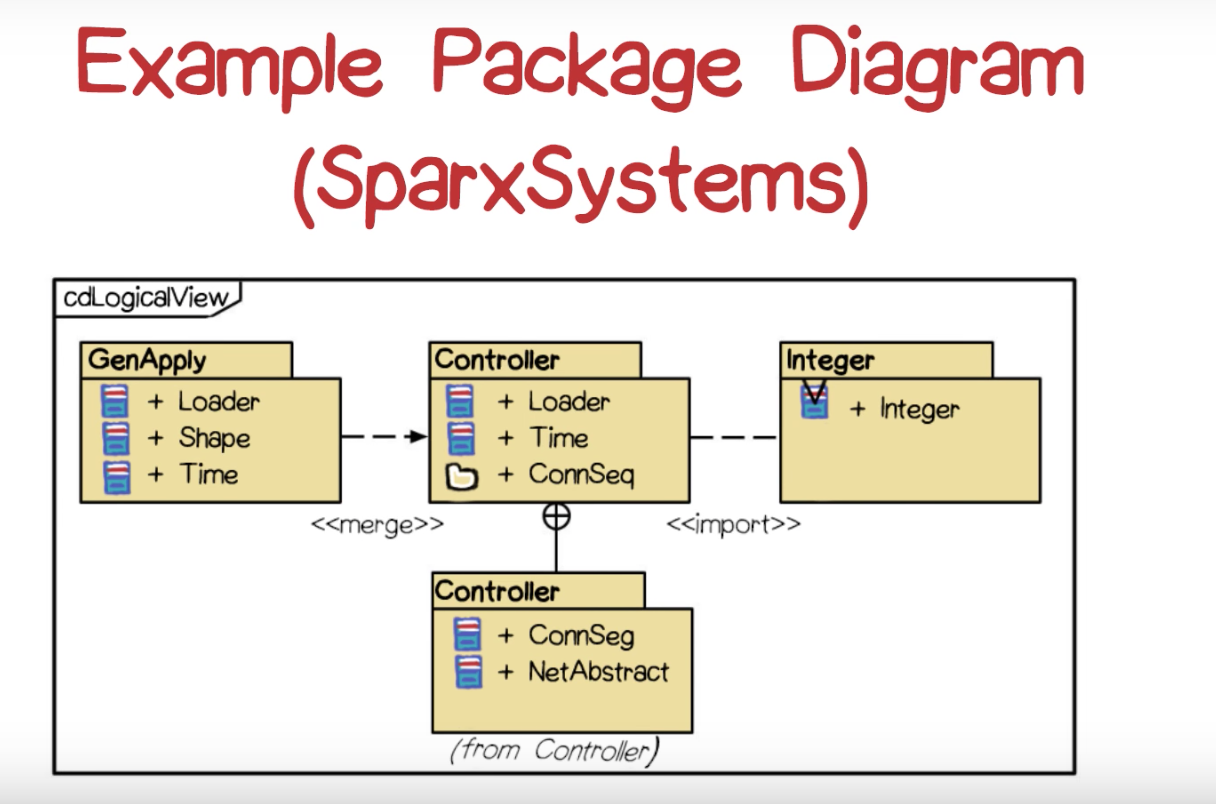 Example Package Diagram
(SparxSystems)
cdLogicalView
GenApply
+ Loader
+ Shape
+ Time
<<merge>>
Controller
+ Loader
+ Time
+ ConnSeq
<<import>>
Integer
+ Integer
Controller
+ ConnSeg
+ NetAbstract
(from Controller)